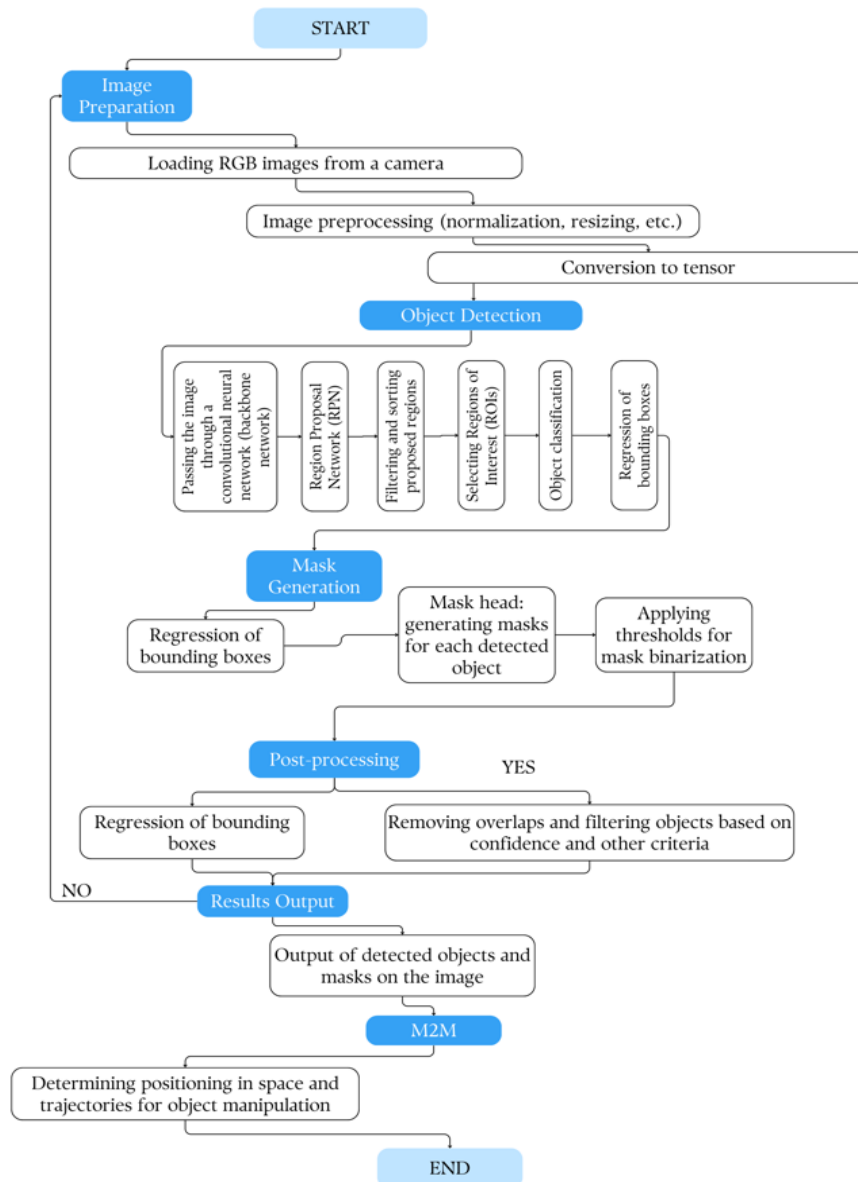 START
Image
Preparation
Loading RGB images from a camera
Image preprocessing (normalization, resizing, etc.)
Conversion to tensor
Object Detection
Passing the image
through a
convolutional neural
network (backbone
network)
Region Proposal
Network (RPN)
Filtering and sorting
proposed regions
Selecting Regions of
Interest (ROIs)
Object classification
Regression of
bounding boxes
Mask
Generation
Regression of
bounding boxes
Mask head:
generating masks
for each detected
object
Applying
thresholds for
mask binarization
Post-processing
YES
Regression of bounding
boxes
Removing overlaps and filtering objects based on
confidence and other criteria
NO
Results Output
Output of detected objects and
masks on the image
M2M
Determining positioning in space and
trajectories for object manipulation
END